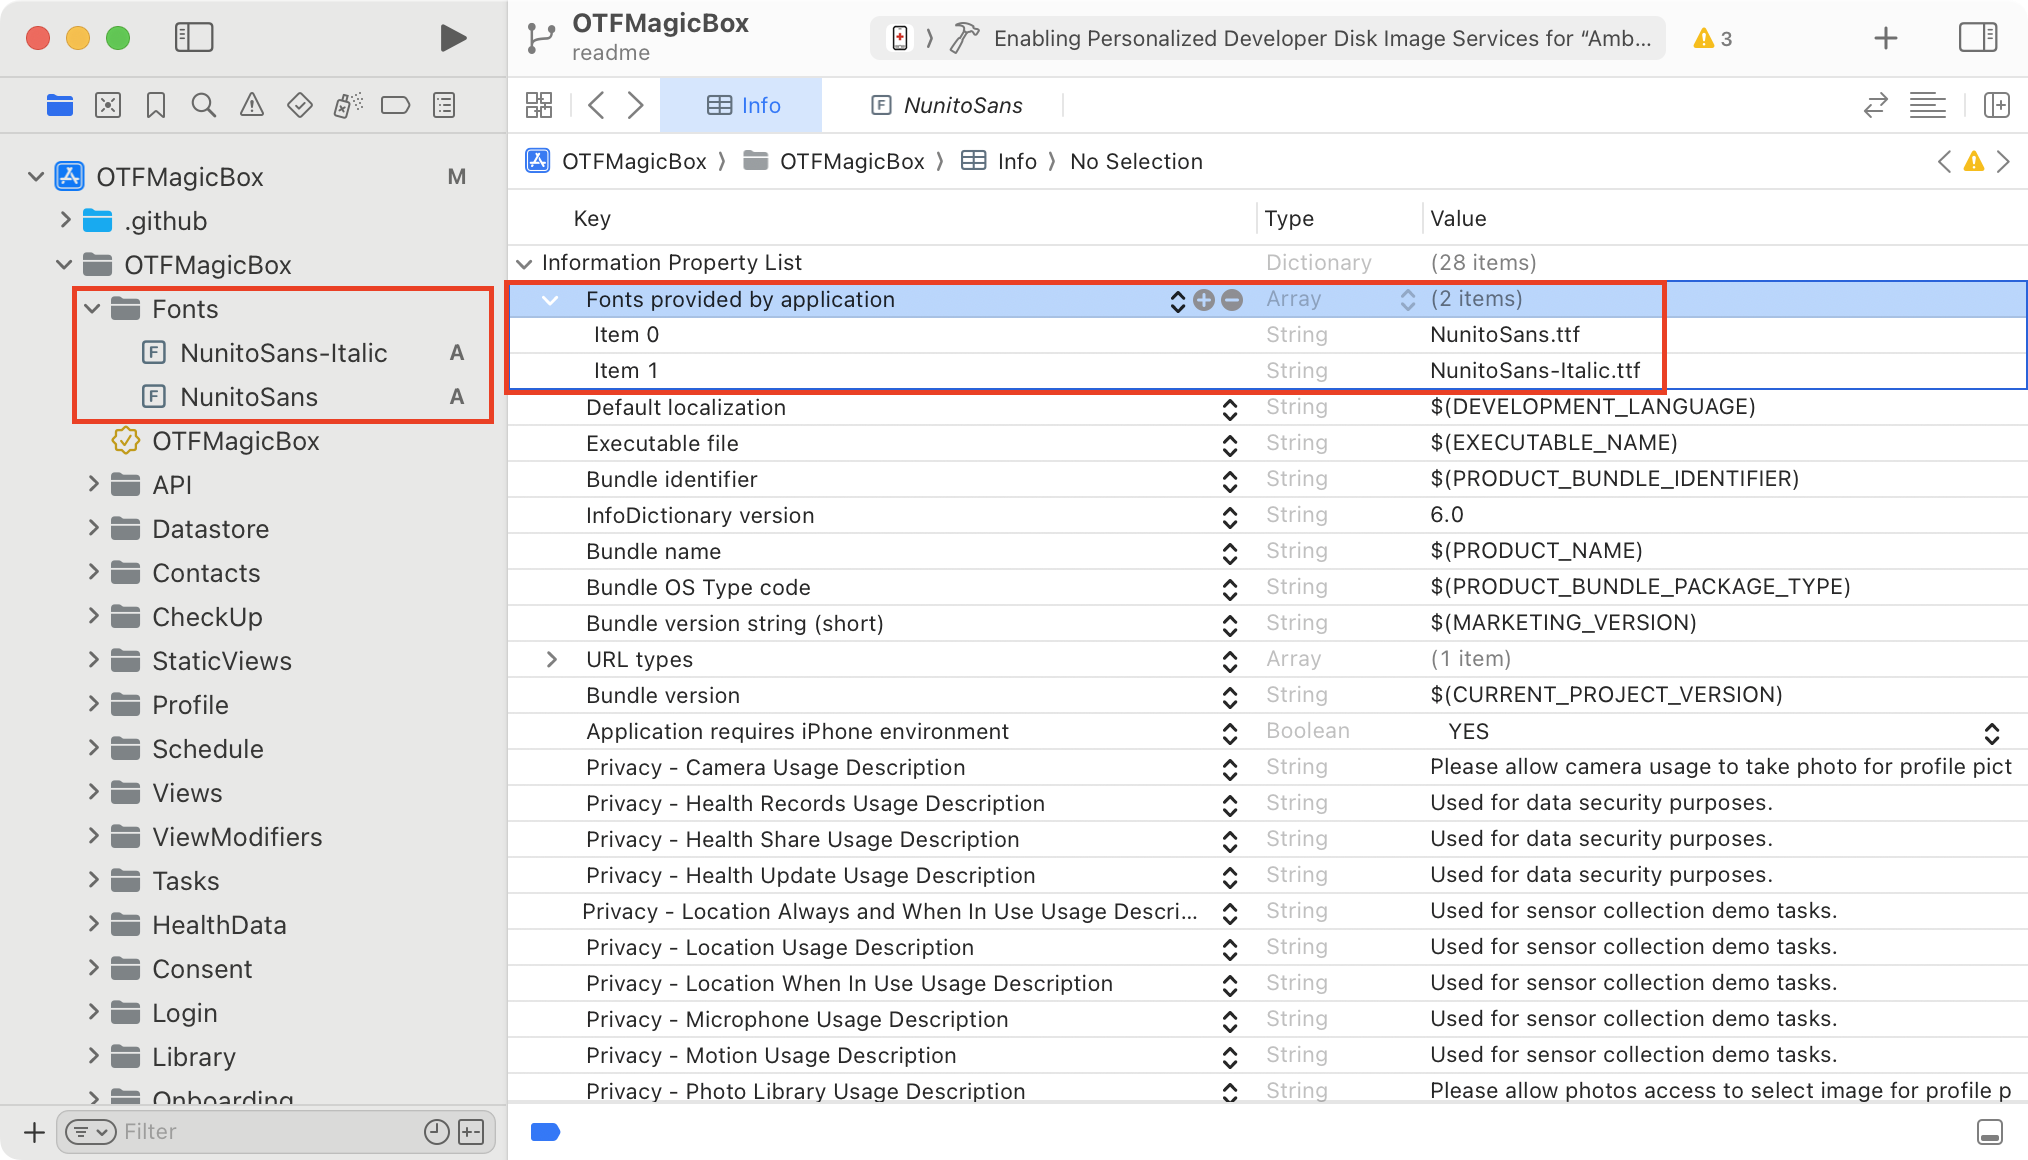 OTFMagicBox
readme
Enabling Personalized Developer Disk Image Services for “Amb...
3
Info
NunitoSans
OTFMagicBox
OTFMagicBox
Info
No Selection
OTFMagicBox M
.github
OTFMagicBox
Fonts
F NunitoSans-Italic A
F NunitoSans A
OTFMagicBox
API
Datastore
Contacts
CheckUp
StaticViews
Profile
Schedule
Views
ViewModifiers
Tasks
HealthData
Consent
Login
Library
Onboarding
Filter
Key Type Value
Information Property List Dictionary (28 items)
Fonts provided by application Array (2 items)
Item 0 String NunitoSans.ttf
Item 1 String NunitoSans-Italic.ttf
Default localization String $(DEVELOPMENT_LANGUAGE)
Executable file String $(EXECUTABLE_NAME)
Bundle identifier String $(PRODUCT_BUNDLE_IDENTIFIER)
InfoDictionary version String 6.0
Bundle name String $(PRODUCT_NAME)
Bundle OS Type code String $(PRODUCT_BUNDLE_PACKAGE_TYPE)
Bundle version string (short) String $(MARKETING_VERSION)
URL types Array (1 item)
Bundle version String $(CURRENT_PROJECT_VERSION)
Application requires iPhone environment Boolean YES
Privacy - Camera Usage Description String Please allow camera usage to take photo for profile pict
Privacy - Health Records Usage Description String Used for data security purposes.
Privacy - Health Share Usage Description String Used for data security purposes.
Privacy - Health Update Usage Description String Used for data security purposes.
Privacy - Location Always and When In Use Usage Descri... String Used for sensor collection demo tasks.
Privacy - Location Usage Description String Used for sensor collection demo tasks.
Privacy - Location When In Use Usage Description String Used for sensor collection demo tasks.
Privacy - Microphone Usage Description String Used for sensor collection demo tasks.
Privacy - Motion Usage Description String Used for sensor collection demo tasks.
Privacy - Photo Library Usage Description String Please allow photos access to select image for profile p